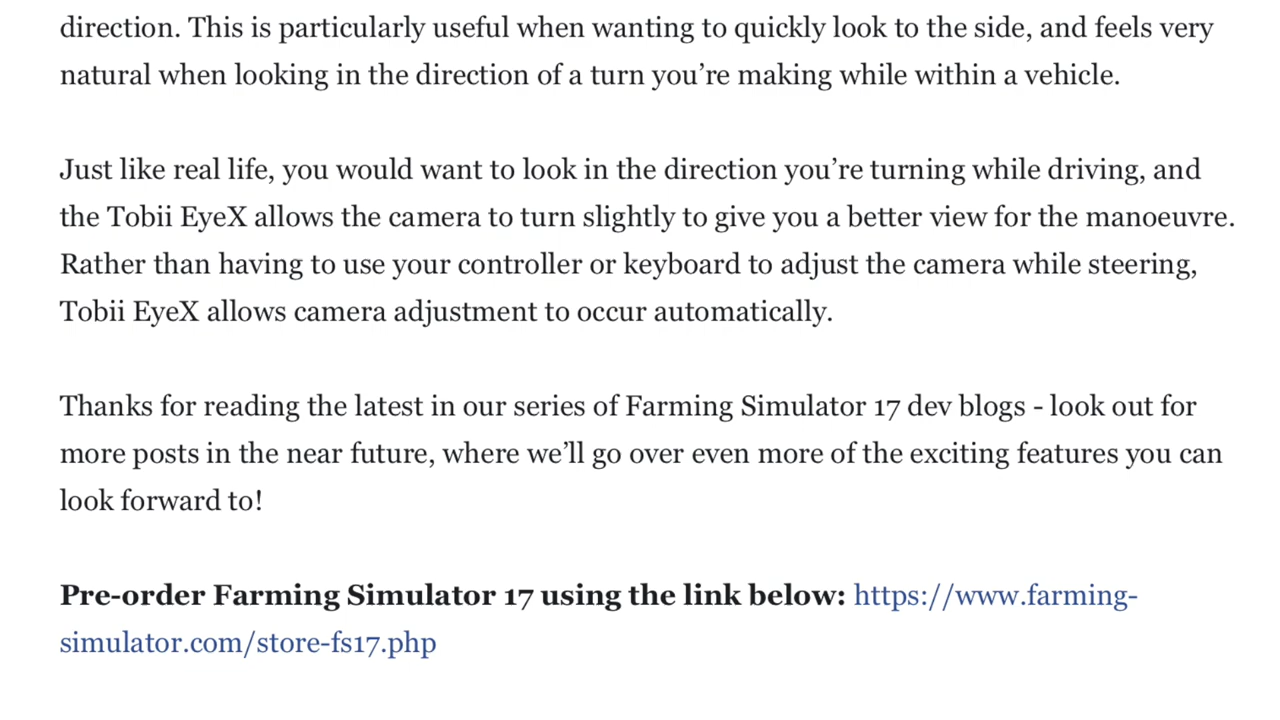 direction. This is particularly useful when wanting to quickly look to the side, and feels very
natural when looking in the direction of a turn you’re making while within a vehicle.
Just like real life, you would want to look in the direction you’re turning while driving, and
the Tobii EyeX allows the camera to turn slightly to give you a better view for the manoeuvre.
Rather than having to use your controller or keyboard to adjust the camera while steering,
Tobii EyeX allows camera adjustment to occur automatically.
Thanks for reading the latest in our series of Farming Simulator 17 dev blogs - look out for
more posts in the near future, where we’ll go over even more of the exciting features you can
look forward to!
Pre-order Farming Simulator 17 using the link below: https://www.farming-
simulator.com/store-fs17.php